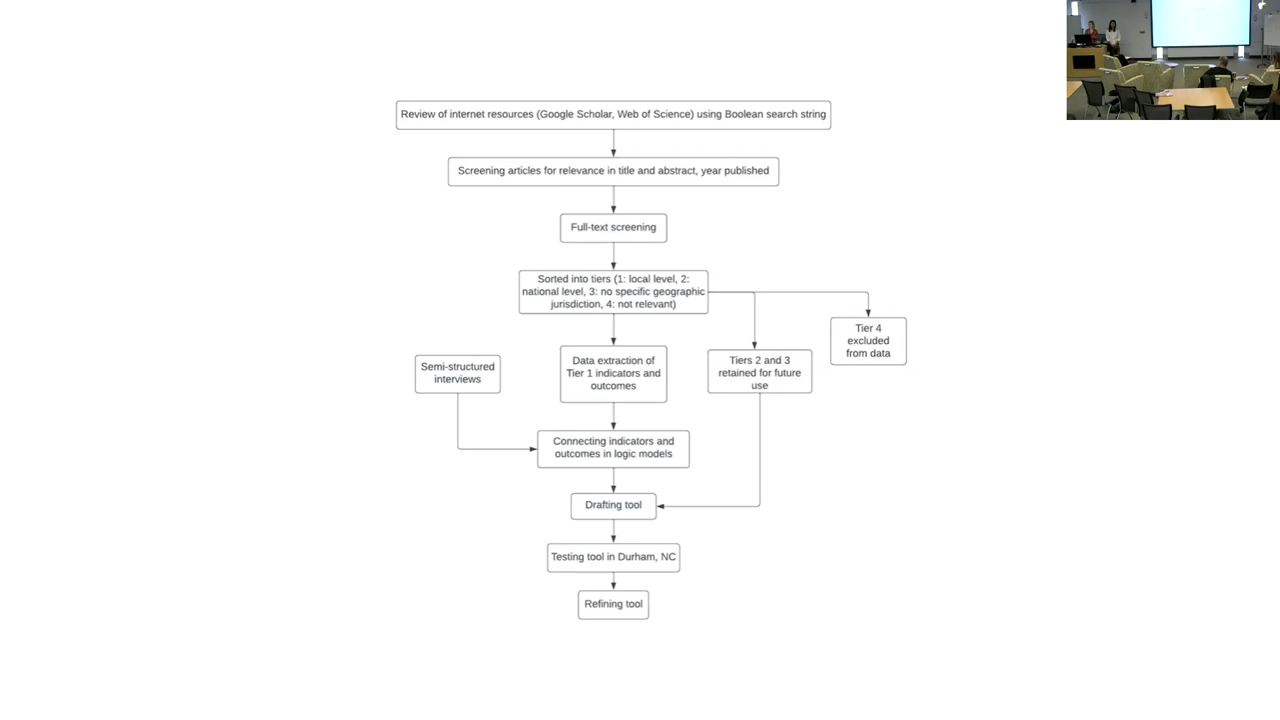 Review of internet resources (Google Scholar, Web of Science) using Boolean search string
Screening articles for relevance in title and abstract, year published
Full-text screening
Sorted into tiers (1: local level, 2:
national level, 3: no specific geographic
jurisdiction, 4: not relevant)
Tier 4
excluded
from data
Semi-structured
interviews
Data extraction of
Tier 1 indicators and
outcomes
Tiers 2 and 3
retained for future
use
Connecting indicators and
outcomes in logic models
Drafting tool
Testing tool in Durham, NC
Refining tool